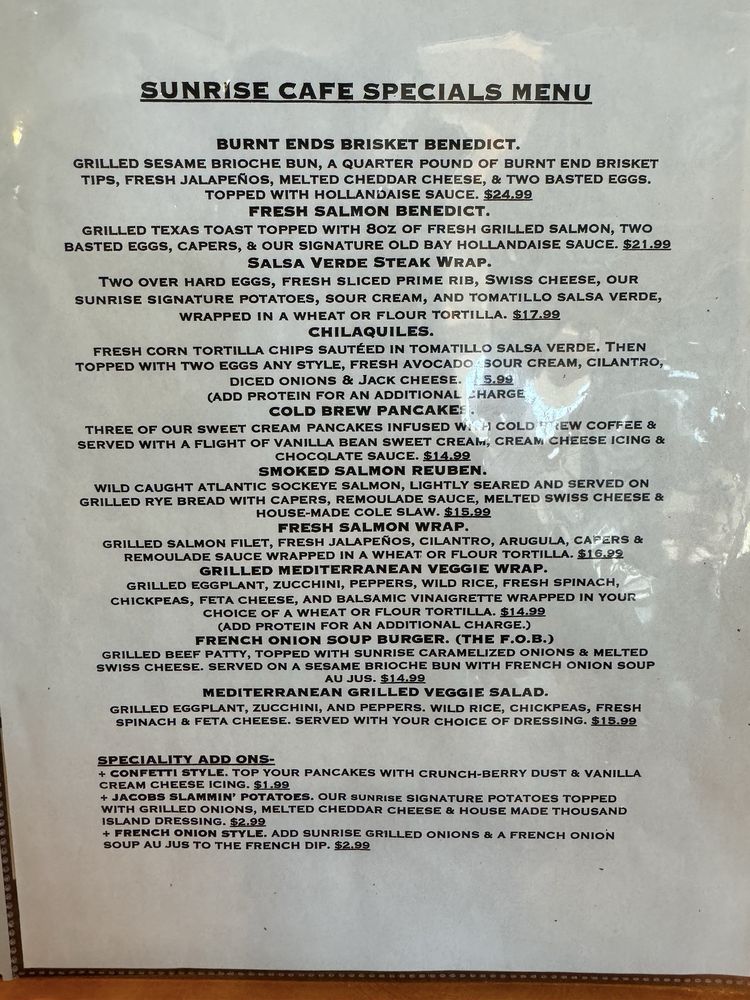 SUNRISE CAFE SPECIALS MENU
BURNT ENDS BRISKET BENEDICT.
GRILLED SESAME BRIOCHE BUN, A QUARTER POUND OF BURNT END BRISKET
TIPS, FRESH JALAPEÑOS, MELTED CHEDDAR CHEESE, & TWO BASTED EGGS.
TOPPED WITH HOLLANDAISE SAUCE. $24.99
FRESH SALMON BENEDICT.
GRILLED TEXAS TOAST TOPPED WITH 8OZ OF FRESH GRILLED SALMON, TWO
BASTED EGGS, CAPERS, & OUR SIGNATURE OLD BAY HOLLANDAISE SAUCE. $21.99
SALSA VERDE STEAK WRAP.
TWO OVER HARD EGGS, FRESH SLICED PRIME RIB, SWISS CHEESE, OUR
SUNRISE SIGNATURE POTATOES, SOUR CREAM, AND TOMATILLO SALSA VERDE,
WRAPPED IN A WHEAT OR FLOUR TORTILLA. $17.99
CHILAQUILES.
FRESH CORN TORTILLA CHIPS SAUTÉED IN TOMATILLO SALSA VERDE. THEN
TOPPED WITH TWO EGGS ANY STYLE, FRESH AVOCADO SOUR CREAM, CILANTRO,
DICED ONIONS & JACK CHEESE. 5.99
(ADD PROTEIN FOR AN ADDITIONAL CHARGE
COLD BREW PANCAKES.
THREE OF OUR SWEET CREAM PANCAKES INFUSED WITH COLD BREW COFFEE &
SERVED WITH A FLIGHT OF VANILLA BEAN SWEET CREAM, CREAM CHEESE ICING &
CHOCOLATE SAUCE. $14.99
SMOKED SALMON REUBEN.
WILD CAUGHT ATLANTIC SOCKEYE SALMON, LIGHTLY SEARED AND SERVED ON
GRILLED RYE BREAD WITH CAPERS, REMOULADE SAUCE, MELTED SWISS CHEESE &
HOUSE-MADE COLE SLAW. $15.99
FRESH SALMON WRAP.
GRILLED SALMON FILET, FRESH JALAPEÑOS, CILANTRO, ARUGULA, CAPERS &
REMOULADE SAUCE WRAPPED IN A WHEAT OR FLOUR TORTILLA. $16.99
GRILLED MEDITERRANEAN VEGGIE WRAP.
GRILLED EGGPLANT, ZUCCHINI, PEPPERS, WILD RICE, FRESH SPINACH,
CHICKPEAS, FETA CHEESE, AND BALSAMIC VINAIGRETTE WRAPPED IN YOUR
CHOICE OF A WHEAT OR FLOUR TORTILLA. $14.99
(ADD PROTEIN FOR AN ADDITIONAL CHARGE.)
FRENCH ONION SOUP BURGER. (THE F.O.B.)
GRILLED BEEF PATTY, TOPPED WITH SUNRISE CARAMELIZED ONIONS & MELTED
SWISS CHEESE. SERVED ON A SESAME BRIOCHE BUN WITH FRENCH ONION SOUP
AU JUS. $14.99
MEDITERRANEAN GRILLED VEGGIE SALAD.
GRILLED EGGPLANT, ZUCCHINI, AND PEPPERS. WILD RICE, CHICKPEAS, FRESH
SPINACH & FETA CHEESE. SERVED WITH YOUR CHOICE OF DRESSING. $15.99
SPECIALITY ADD ONS-
+ CONFETTI STYLE. TOP YOUR PANCAKES WITH CRUNCH-BERRY DUST & VANILLA
CREAM CHEESE ICING. $1.99
+ JACOBS SLAMMIN' POTATOES. OUR SUNRISE SIGNATURE POTATOES TOPPED
WITH GRILLED ONIONS, MELTED CHEDDAR CHEESE & HOUSE MADE THOUSAND
ISLAND DRESSING. $2.99
+ FRENCH ONION STYLE. ADD SUNRISE GRILLED ONIONS & A FRENCH ONION
SOUP AU JUS TO THE FRENCH DIP. $2.99